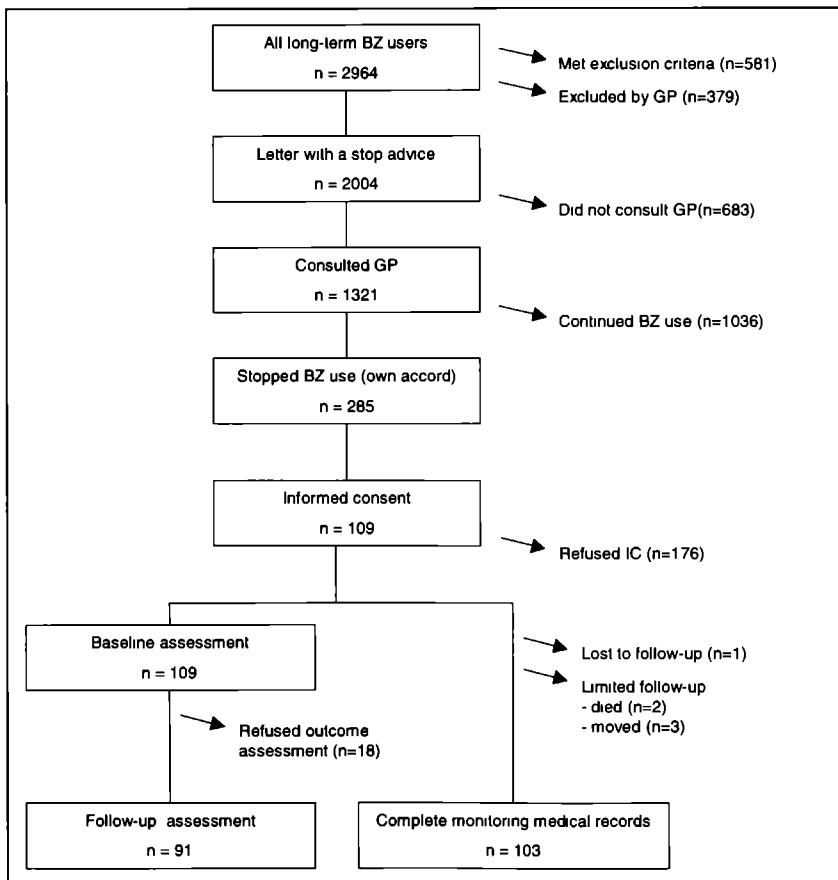 All long-term BZ users
n = 2964
Met exclusion criteria (n=581)
Excluded by GP (n=379)
Letter with a stop advice
n = 2004
Did not consult GP(n=683)
Consulted GP
n = 1321
Continued BZ use (n=1036)
Stopped BZ use (own accord)
n = 285
Informed consent
n = 109
Refused IC (n=176)
Baseline assessment
n = 109
Lost to follow-up (n=1)
Limited follow-up
- died (n=2)
- moved (n=3)
Refused outcome
assessment (n=18)
Follow-up assessment
n = 91
Complete monitoring medical records
n = 103